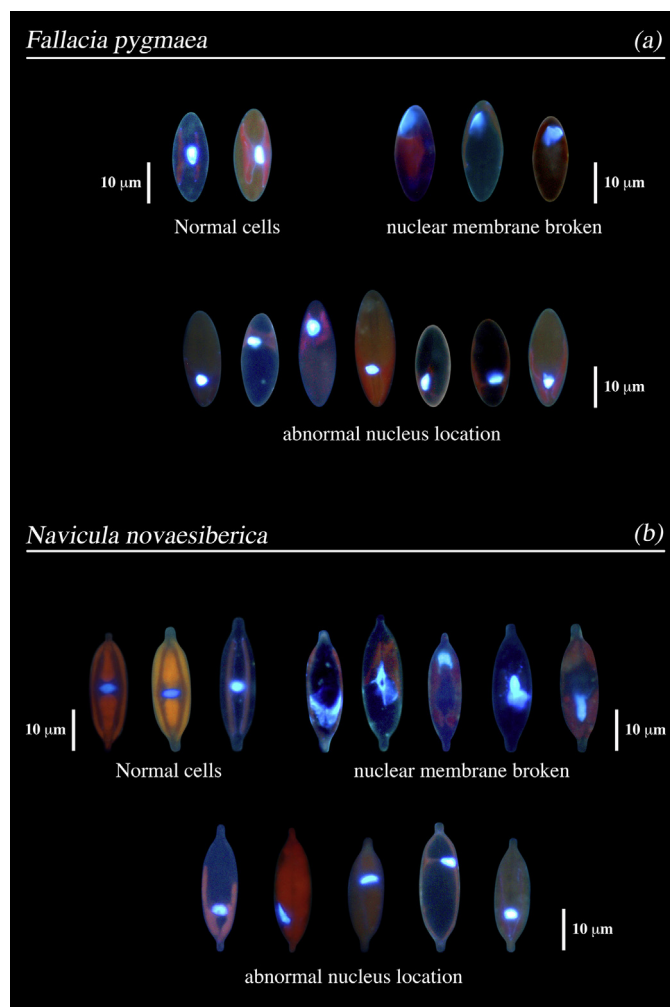 Fallacia pygmaea (a)
10 μm
10 μm
Normal cells nuclear membrane broken
10 μm
abnormal nucleus location
Navicula novaesiberica (b)
10 μm
10 μm
Normal cells nuclear membrane broken
10 μm
abnormal nucleus location